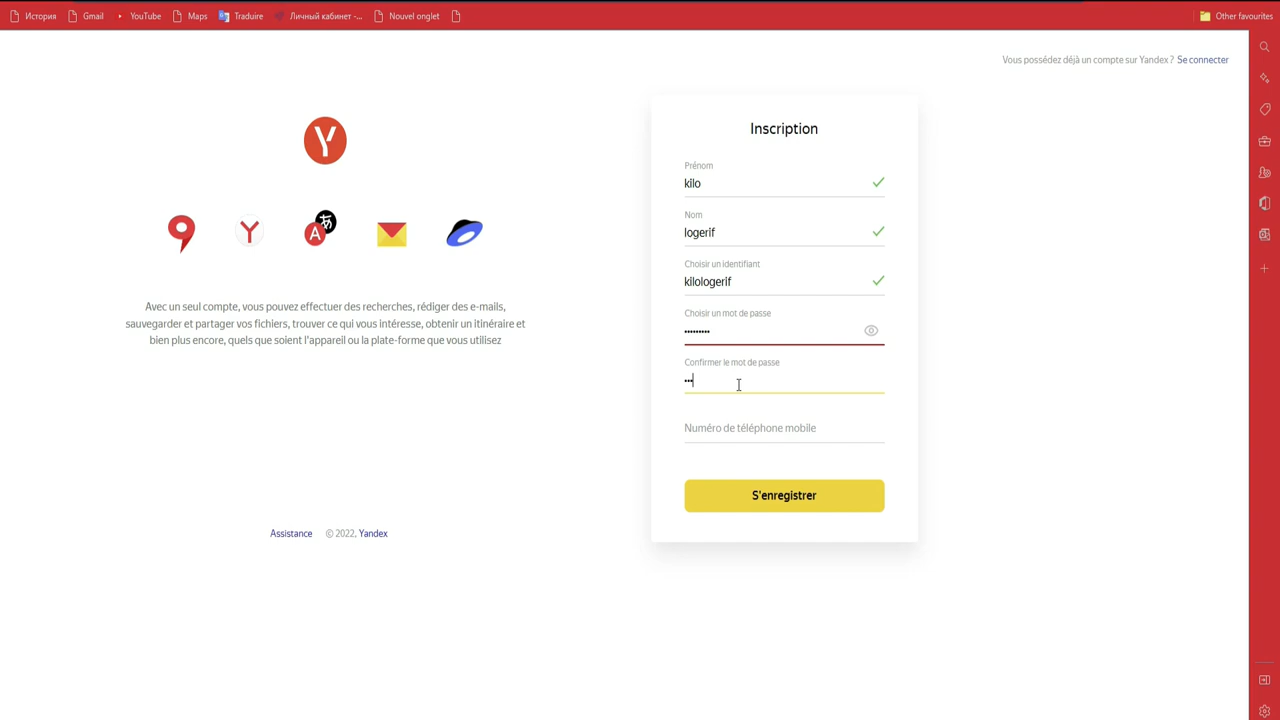 История Gmail YouTube Maps Traduire Личный кабинет -... Nouvel onglet Other favourites
Vous possédez déjà un compte sur Yandex ? Se connecter
Y
Y
A あ
Avec un seul compte, vous pouvez effectuer des recherches, rédiger des e-mails,
sauvegarder et partager vos fichiers, trouver ce qui vous intéresse, obtenir un itinéraire et
bien plus encore, quels que soient l'appareil ou la plate-forme que vous utilisez
Assistance © 2022, Yandex
Inscription
Prénom
kilo
Nom
logerif
Choisir un identifiant
kilologerif
Choisir un mot de passe
•••••••••
Confirmer le mot de passe
•••
Numéro de téléphone mobile
S'enregistrer